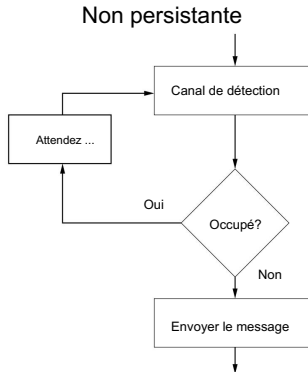 Non persistante
Canal de détection
Attendez ...
Oui
Occupé?
Non
Envoyer le message